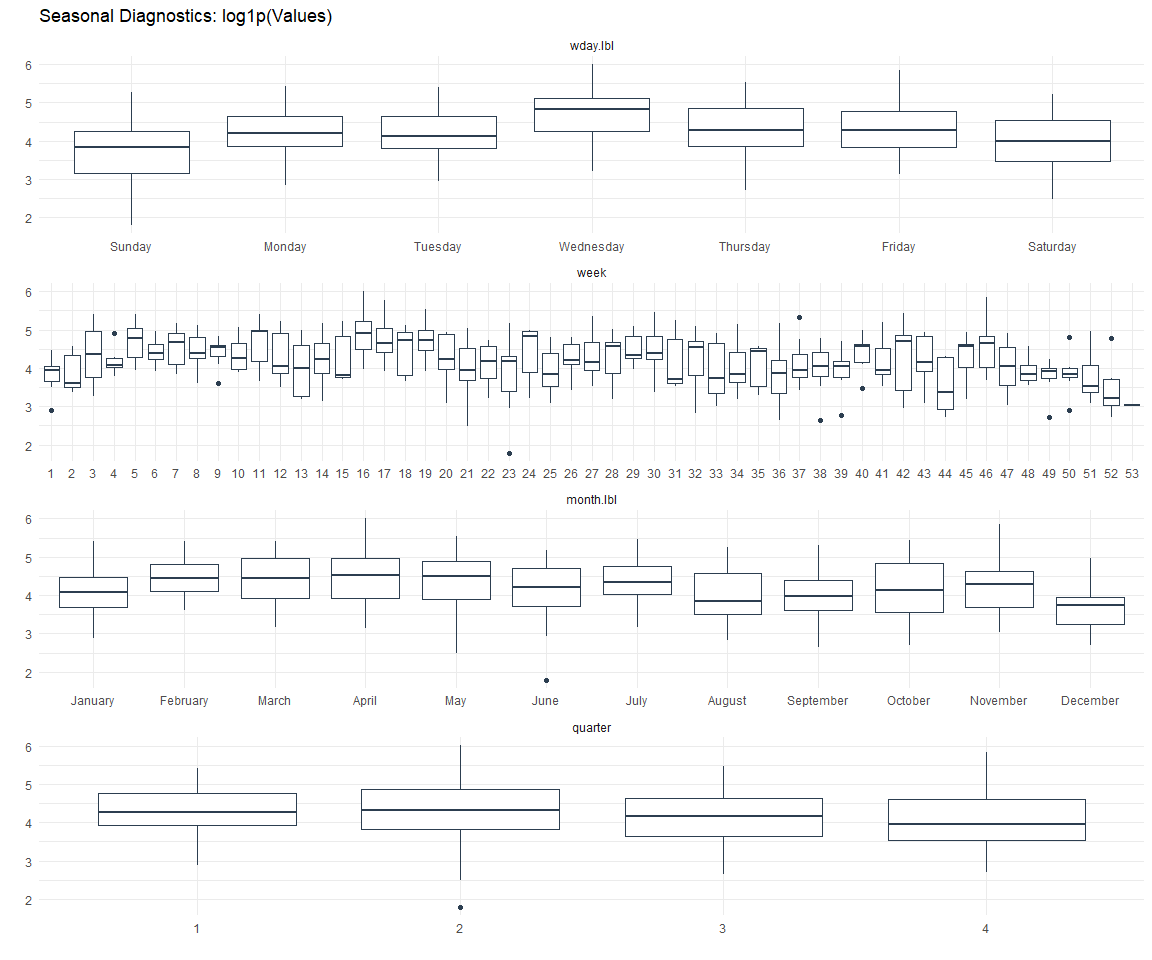 Seasonal Diagnostics: log1p(Values)
wday.lbl
6
5
4
3
2
Sunday Monday Tuesday Wednesday Thursday Friday Saturday
week
6
5
4
3
2
1 2 3 4 5 6 7 8 9 10 11 12 13 14 15 16 17 18 19 20 21 22 23 24 25 26 27 28 29 30 31 32 33 34 35 36 37 38 39 40 41 42 43 44 45 46 47 48 49 50 51 52 53
month.lbl
6
5
4
3
2
January February March April May June July August September October November December
quarter
6
5
4
3
2
1 2 3 4